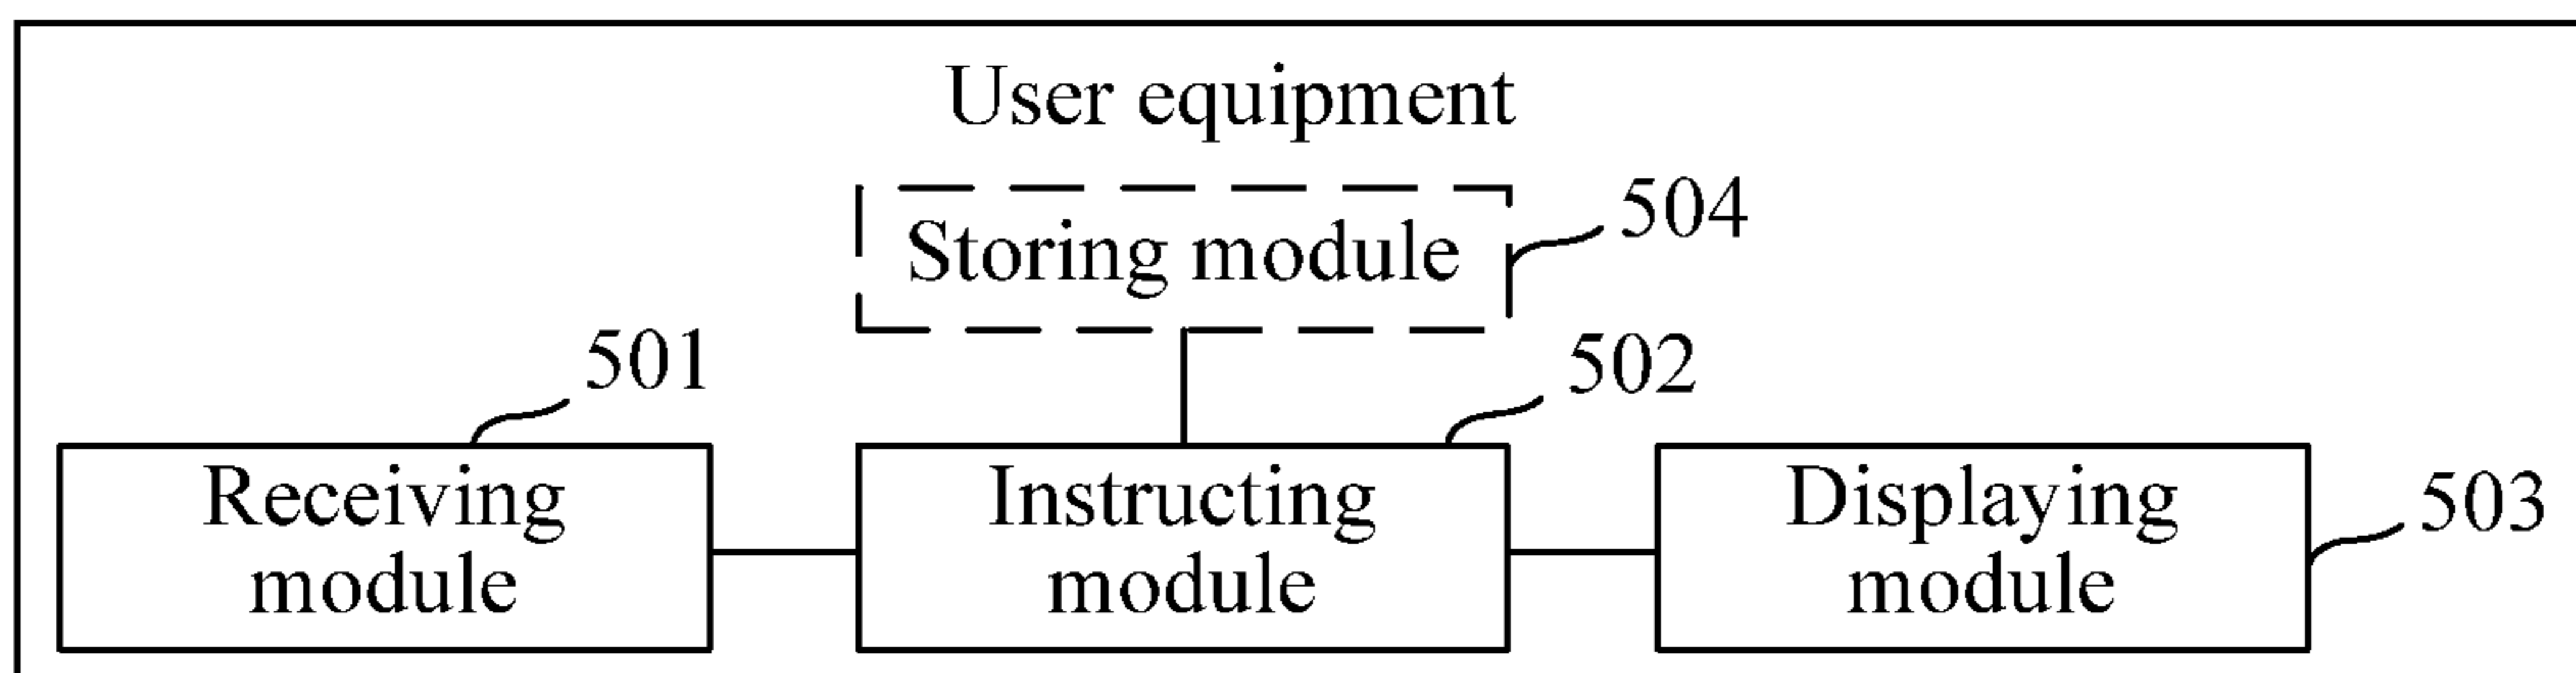 User equipment
Storing module
504
501
502
Receiving
module
Instructing
module
Displaying
module
503